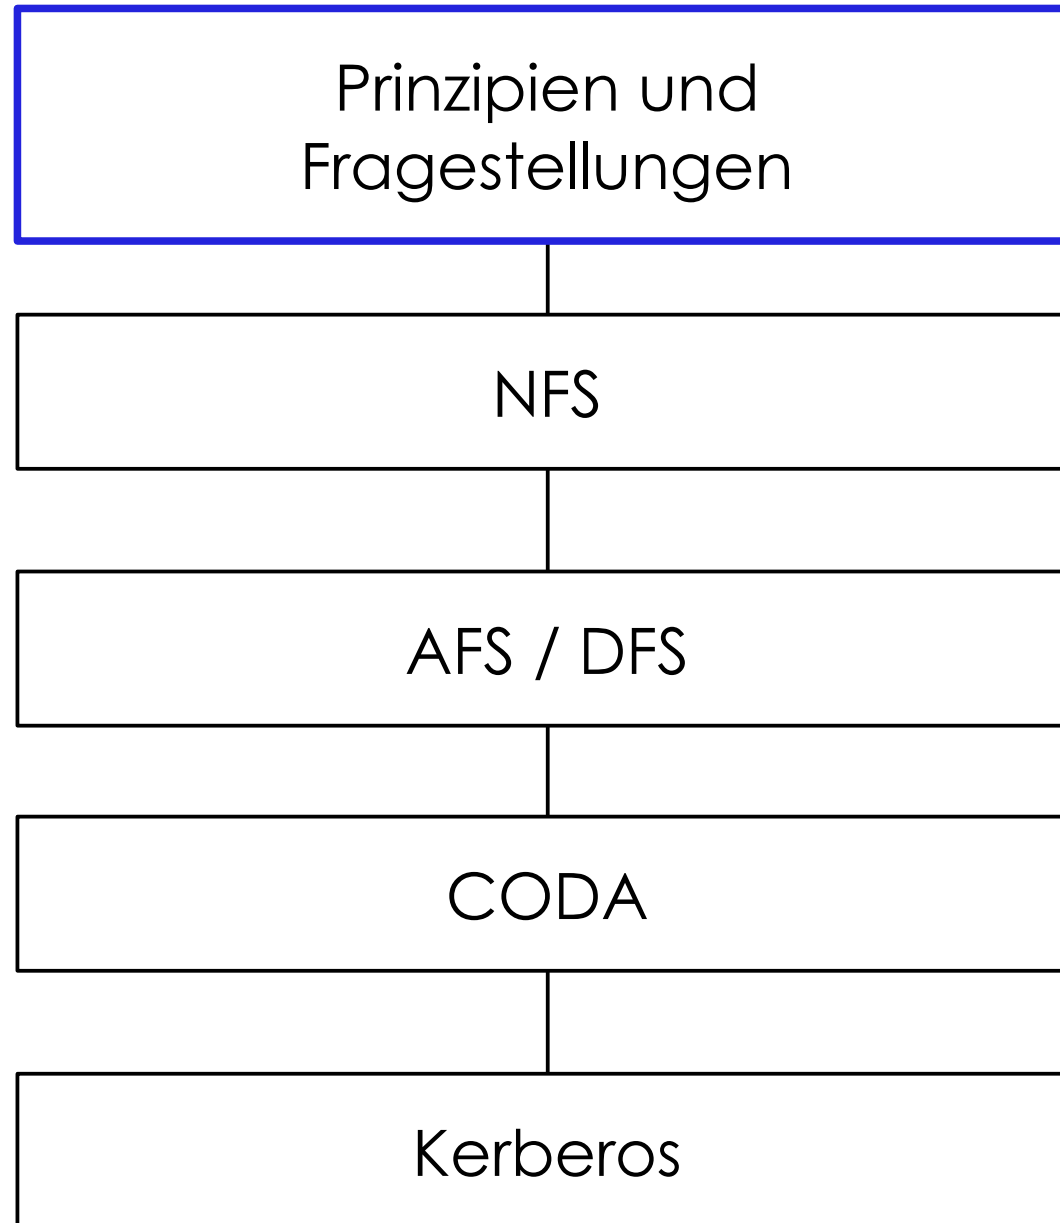 Prinzipien und
Fragestellungen
NFS
AFS / DFS
CODA
Kerberos